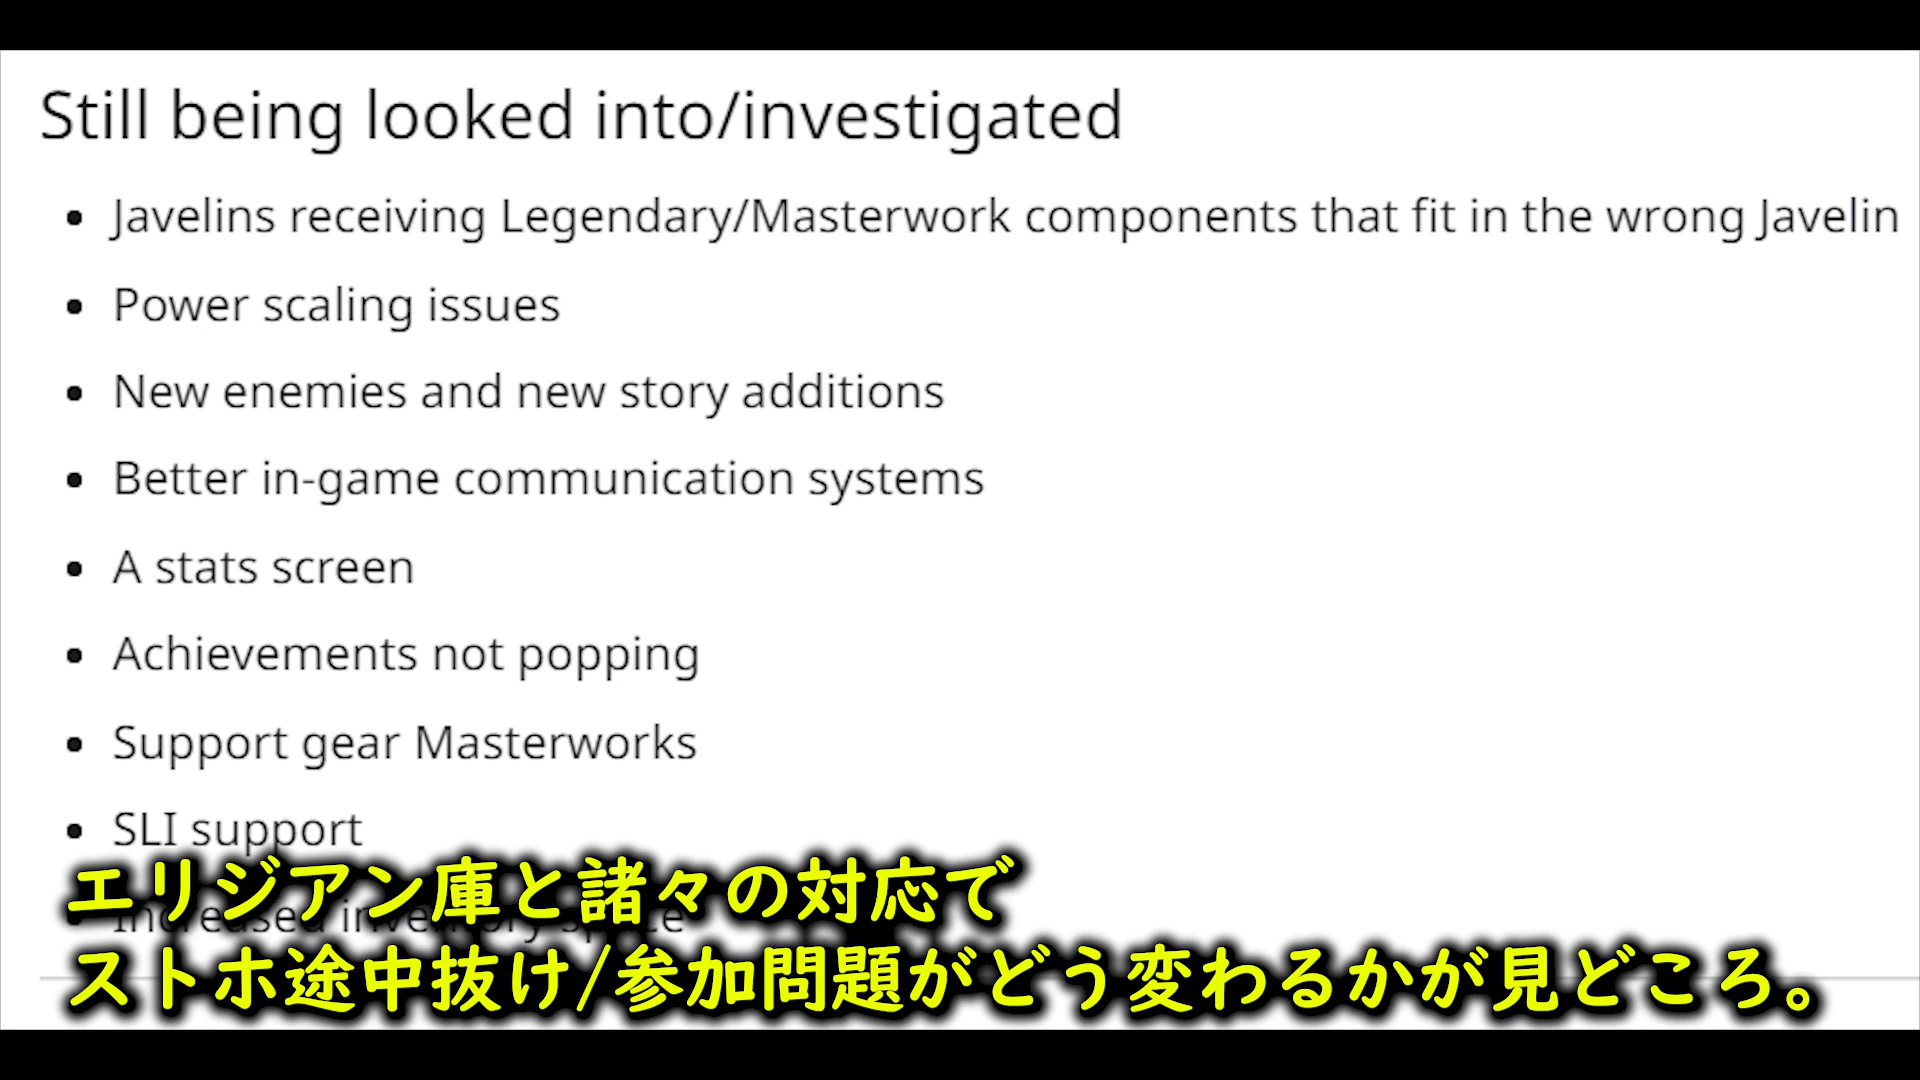 Still being looked into/investigated
• Javelins receiving Legendary/Masterwork components that fit in the wrong Javelin
• Power scaling issues
• New enemies and new story additions
• Better in-game communication systems
• A stats screen
• Achievements not popping
• Support gear Masterworks
• SLI support
• Increased inventory space
エリジアン庫と諸々の対応で
ストホ途中抜け/参加問題がどう変わるかが見どころ。